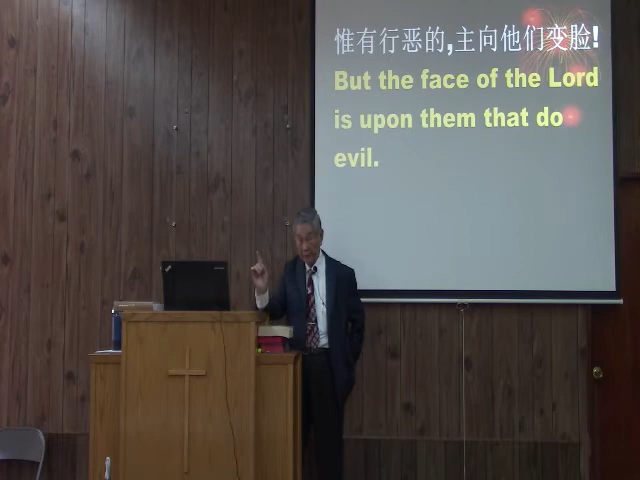 惟有行恶的,主向他们变脸!
But the face of the Lord
is upon them that do
evil.